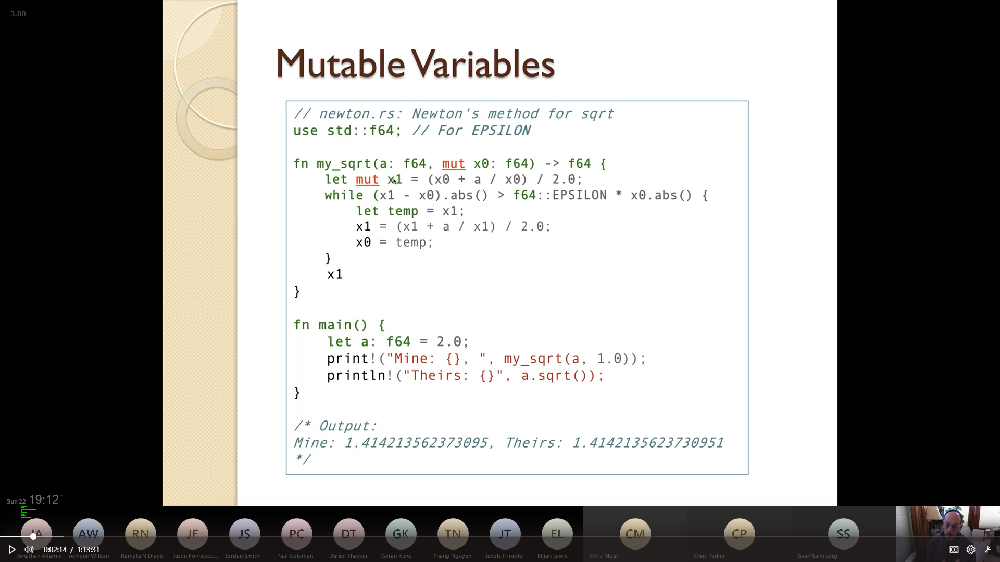 3.00
Mutable Variables
// newton.rs: Newton's method for sqrt
use std::f64; // For EPSILON
fn my_sqrt(a: f64, mut x0: f64) -> f64 {
let mut x1 = (x0 + a / x0) / 2.0;
while (x1 - x0).abs() > f64::EPSILON * x0.abs() {
let temp = x1;
x1 = (x1 + a / x1) / 2.0;
x0 = temp;
}
x1
}
fn main() {
let a: f64 = 2.0;
print!("Mine: {}, ", my_sqrt(a, 1.0));
println!("Theirs: {}", a.sqrt());
}
/* Output:
Mine: 1.414213562373095, Theirs: 1.4142135623730951
*/
Sun 22 19:12 °
JA AW RN JF JS PC DT GK TN JT EL CM CP SS
0:02:14 / 1:13:31
CC
Jonathan Adamic Ashlynn Wilson Ramata N'Diaye Jasen Fonnesbe... Jordan Smith Paul Coleman Daniel Thacker Geran Kunz Thang Nguyen Jacob Trimble Elijah Lewis Chris Moat Chris Parker Sean Sandberg